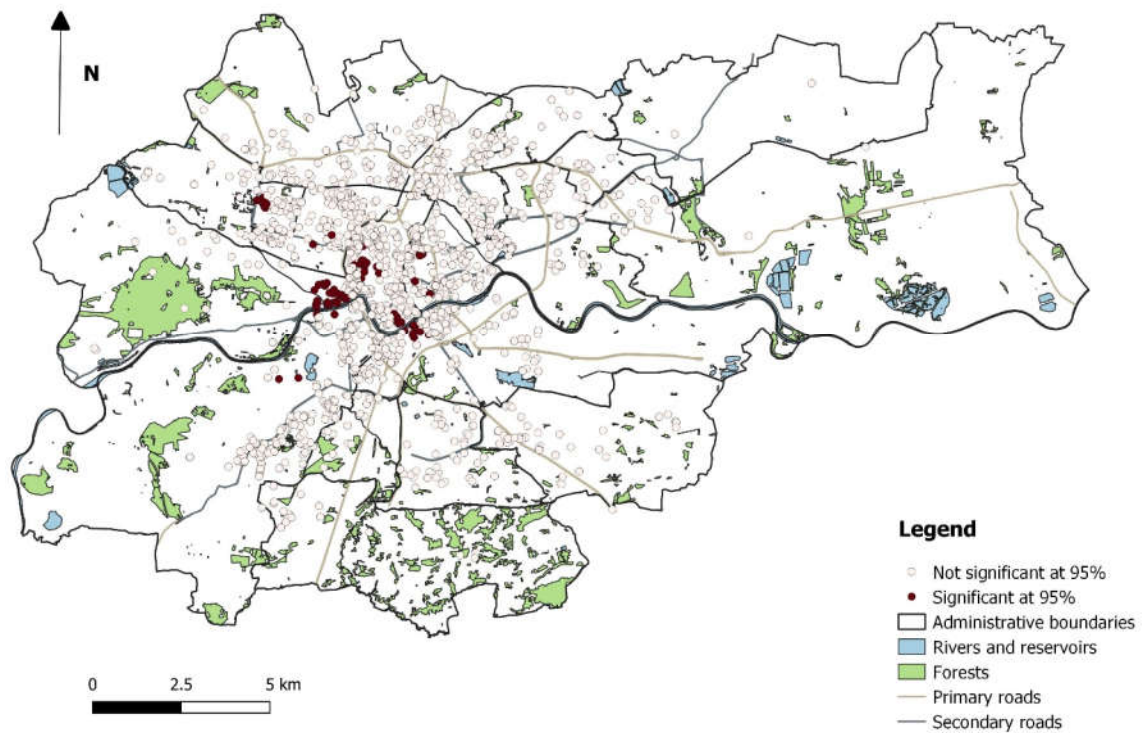 N
Legend
Not significant at 95%
Significant at 95%
Administrative boundaries
Rivers and reservoirs
Forests
Primary roads
Secondary roads
0 2.5 5 km